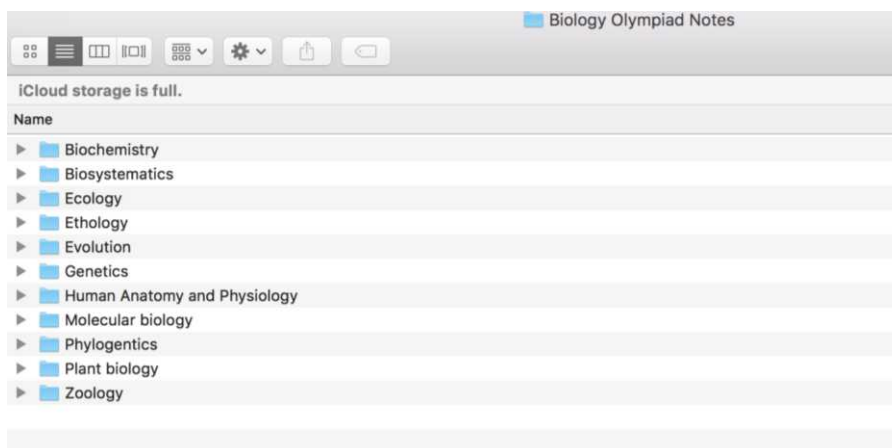 Biology Olympiad Notes
iCloud storage is full.
Name
Biochemistry
Biosystematics
Ecology
Ethology
Evolution
Genetics
Human Anatomy and Physiology
Molecular biology
Phylogentics
Plant biology
Zoology